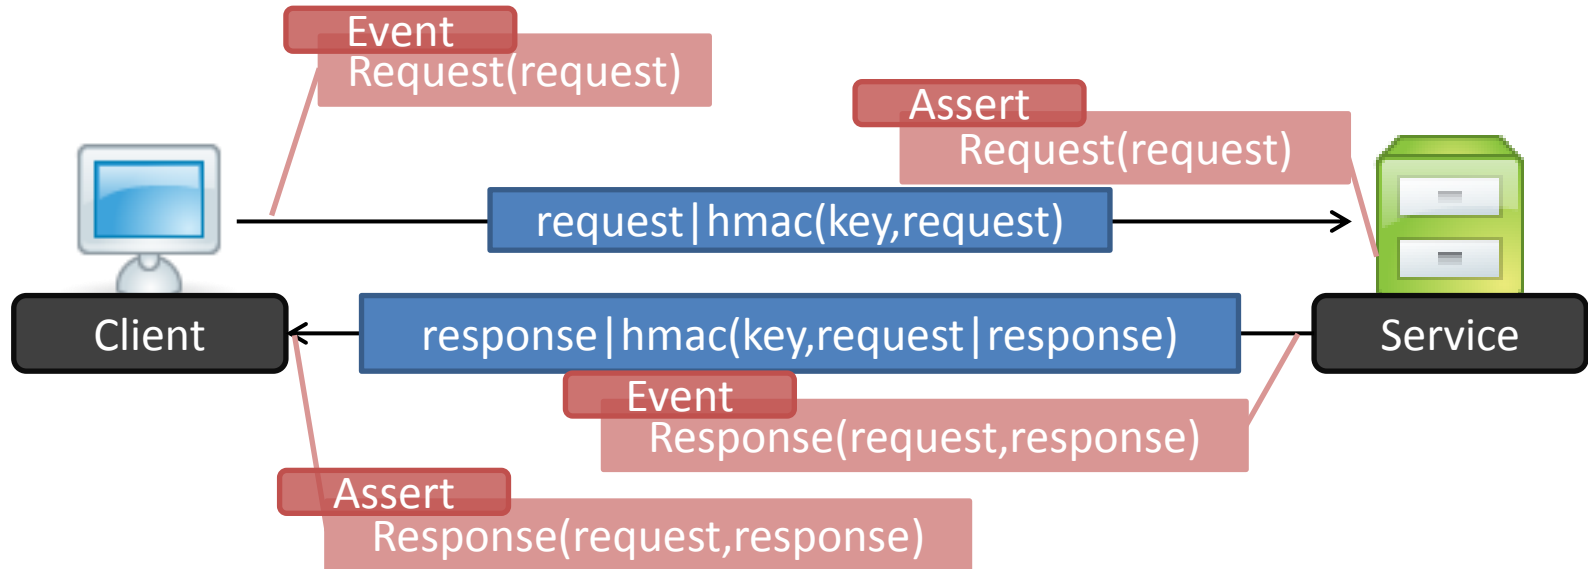 Event
Request(request)
Assert
Request(request)
request|hmac(key,request)
Client
response|hmac(key,request|response)
Service
Event
Response(request,response)
Assert
Response(request,response)